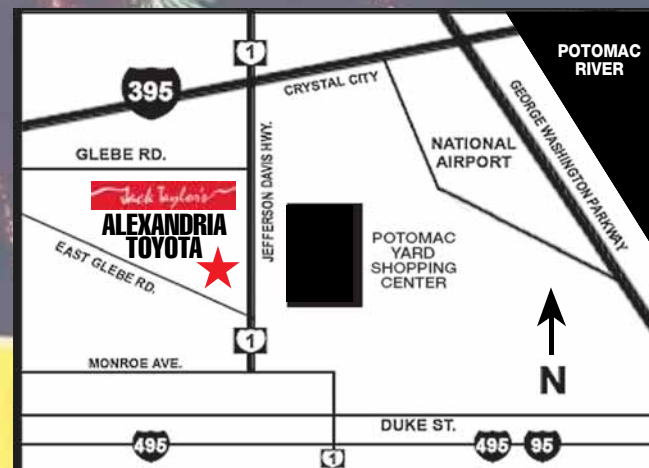 1
POTOMAC
RIVER
395
CRYSTAL CITY
GEORGE WASHINGTON PARKWAY
JEFFERSON DAVIS HWY.
GLEBE RD.
NATIONAL
AIRPORT
Jack Taylor's
ALEXANDRIA
TOYOTA
EAST GLEBE RD.
POTOMAC
YARD
SHOPPING
CENTER
1
MONROE AVE.
N
DUKE ST.
495
1
495
95